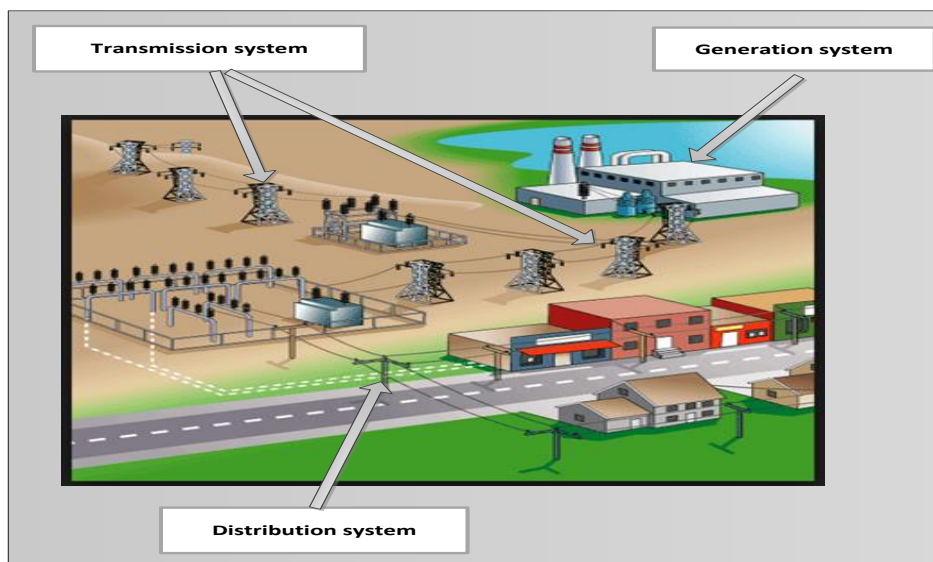 Transmission system
Generation system
Distribution system